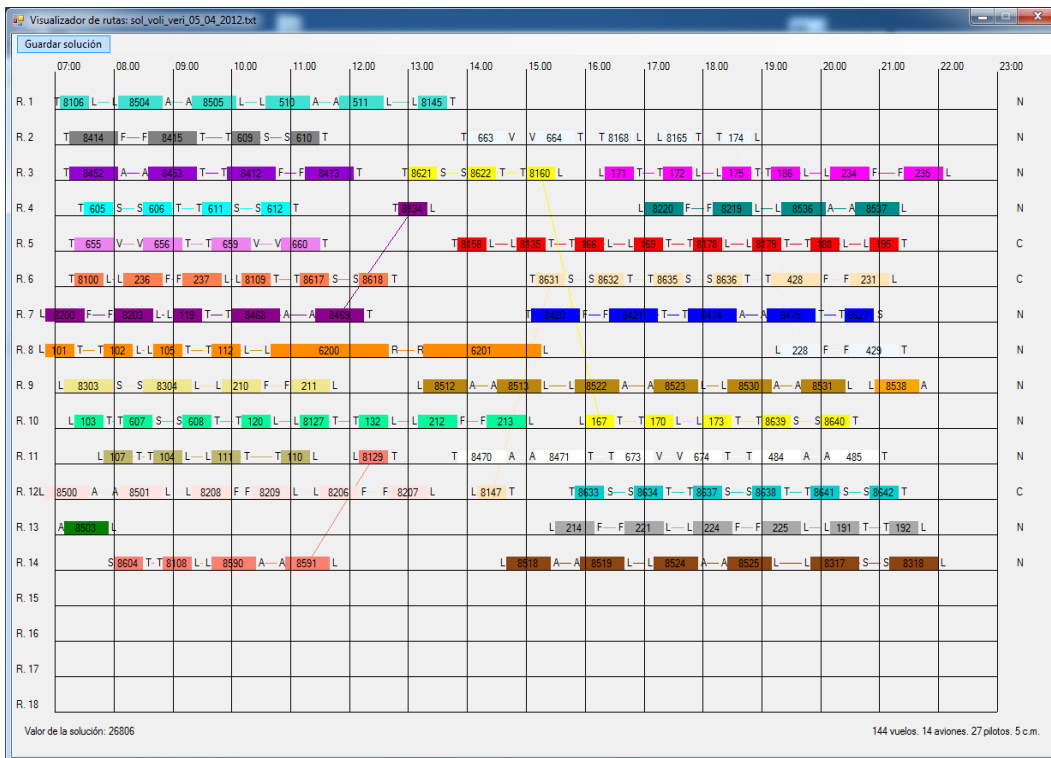 Visualizador de rutas: sol_voli_veri_05_04_2012.txt
Guardar solución
07:00 08.00 09.00 10.00 11.00 12.00 13.00 14.00 15.00 16.00 17.00 18.00 19.00 20.00 21.00 22.00 23:00
R. 1 T 8106 L L 8504 A A 8505 L L 510 A A 511 L L 8145 T N
R. 2 T 8414 F F 8415 T T 609 S S 610 T T 663 V V 664 T T 8168 L L 8165 T T 174 L N
R. 3 T 8452 A A 8453 T T 8412 F F 8413 T T 8621 S S 8622 T T 8160 L L 171 T T 172 L L 175 T T 186 L L 234 F F 235 L N
R. 4 T 605 S S 606 T T 611 S S 612 T T 8134 L L 8220 F F 8219 L L 8536 A A 8537 L N
R. 5 T 655 V V 656 T T 659 V V 660 T T 8158 L L 8135 T T 166 L L 169 T T 8178 L L 8179 T T 188 L L 195 T C
R. 6 T 8100 L L 236 F F 237 L L 8109 T T 8617 S S 8618 T T 8631 S S 8632 T T 8635 S S 8636 T T 428 F F 231 L C
R. 7 L 8200 F F 8203 L L 119 T T 8468 A A 8469 T T 8420 F F 8421 T T 8474 A A 8475 T T 8627 S N
R. 8 L 101 T T 102 L L 105 T T 112 L L 6200 R R 6201 L L 228 F F 429 T N
R. 9 L 8303 S S 8304 L L 210 F F 211 L L 8512 A A 8513 L L 8522 A A 8523 L L 8530 A A 8531 L L 8538 A N
R. 10 L 103 T T 607 S S 608 T T 120 L L 8127 T T 132 L L 212 F F 213 L L 167 T T 170 L L 173 T T 8639 S S 8640 T N
R. 11 L 107 T T 104 L L 111 T T 110 L L 8129 T T 8470 A A 8471 T T 673 V V 674 T T 484 A A 485 T N
R. 12 L 8500 A A 8501 L L 8208 F F 8209 L L 8206 F F 8207 L L 8147 T T 8633 S S 8634 T T 8637 S S 8638 T T 8641 S S 8642 T C
R. 13 A 8503 L L 214 F F 221 L L 224 F F 225 L L 191 T T 192 L N
R. 14 S 8604 T T 8108 L L 8590 A A 8591 L L 8518 A A 8519 L L 8524 A A 8525 L L 8317 S S 8318 L N
R. 15
R. 16
R. 17
R. 18
Valor de la solución: 26806 144 vuelos. 14 aviones. 27 pilotos. 5 c.m.